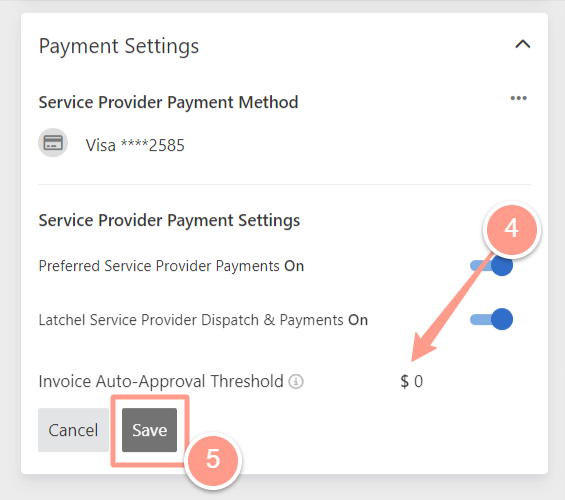 Payment Settings
Service Provider Payment Method
Visa ****2585
Service Provider Payment Settings
4
Preferred Service Provider Payments On
Latchel Service Provider Dispatch & Payments On
Invoice Auto-Approval Threshold $ 0
Cancel Save
5